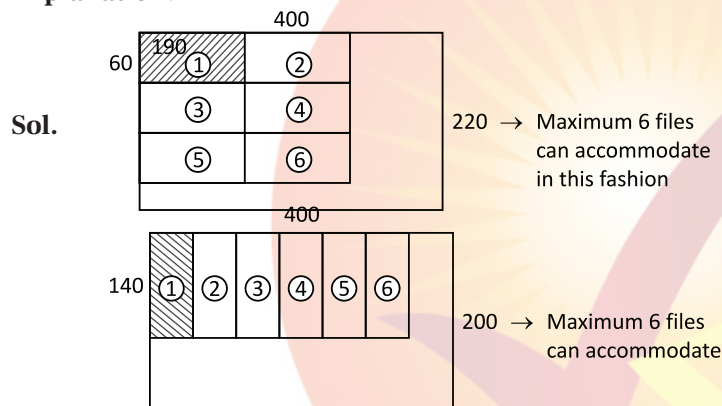 400
190
60
①
②
Sol.
③
④
220 → Maximum 6 files
can accommodate
in this fashion
⑤
⑥
400
140
①
②
③
④
⑤
⑥
200 → Maximum 6 files
can accommodate